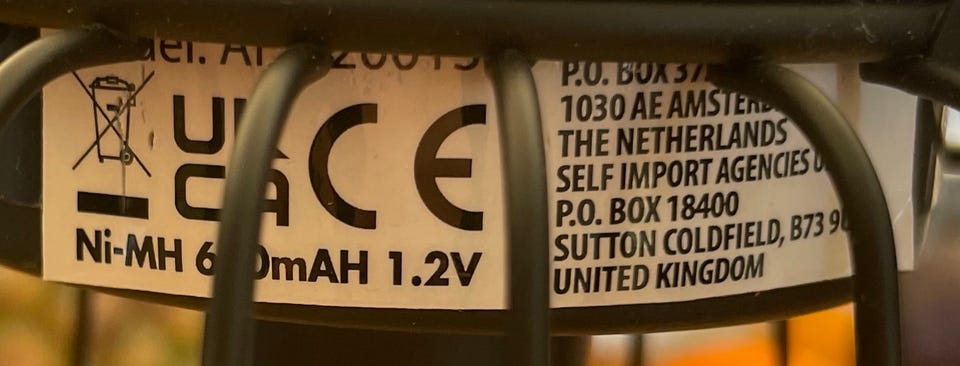 UK
CA
CE
Ni-MH 1.2V
P.O. BOX
1030 AE
THE NETHERLANDS
SELF IMPORT AGENCIES
P.O. BOX 18400
SUTTON COLDFIELD, B73
UNITED KINGDOM